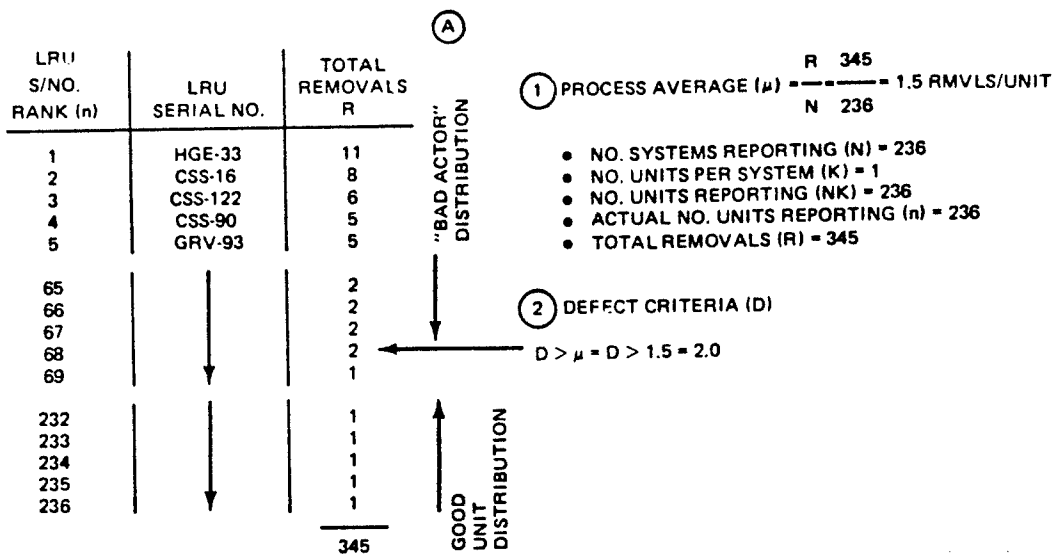 A
LRU S/NO. RANK (n) | LRU SERIAL NO. | TOTAL REMOVALS R
1 HGE-33 11
2 CSS-16 8
3 CSS-122 6
4 CSS-90 5
5 GRV-93 5
65 2
66 2
67 2
68 2
69 1
232 1
233 1
234 1
235 1
236 1
345
"BAD ACTOR"
DISTRIBUTION
GOOD
UNIT
DISTRIBUTION
1 PROCESS AVERAGE (μ) = R/N = 345/236 = 1.5 RMVLS/UNIT
• NO. SYSTEMS REPORTING (N) = 236
• NO. UNITS PER SYSTEM (K) = 1
• NO. UNITS REPORTING (NK) = 236
• ACTUAL NO. UNITS REPORTING (n) = 236
• TOTAL REMOVALS (R) = 345
2 DEFECT CRITERIA (D)
D > μ = D > 1.5 = 2.0